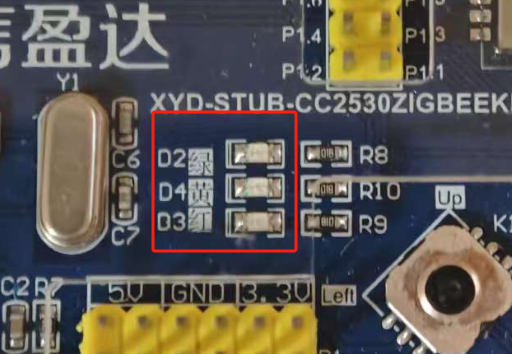 信盈达
P1.4
P1.3
P1.2
P1.1
Y1
XYD-STUB-CC2530ZIGBEEK
C6
D2 绿
R8
D4 黄
R10
C7
D3 红
R9
Up
K1
C2 R7
5V GND 3.3V
Left